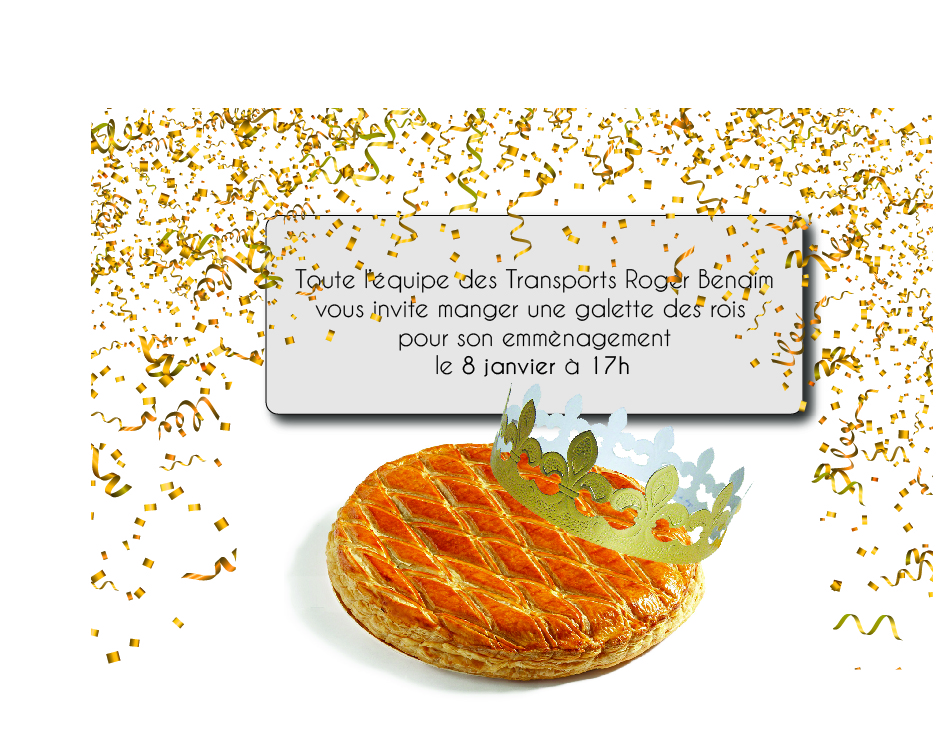 Toute l'équipe des Transports Roger Benaim
vous invite manger une galette des rois
pour son emmènagement
le 8 janvier à 17h